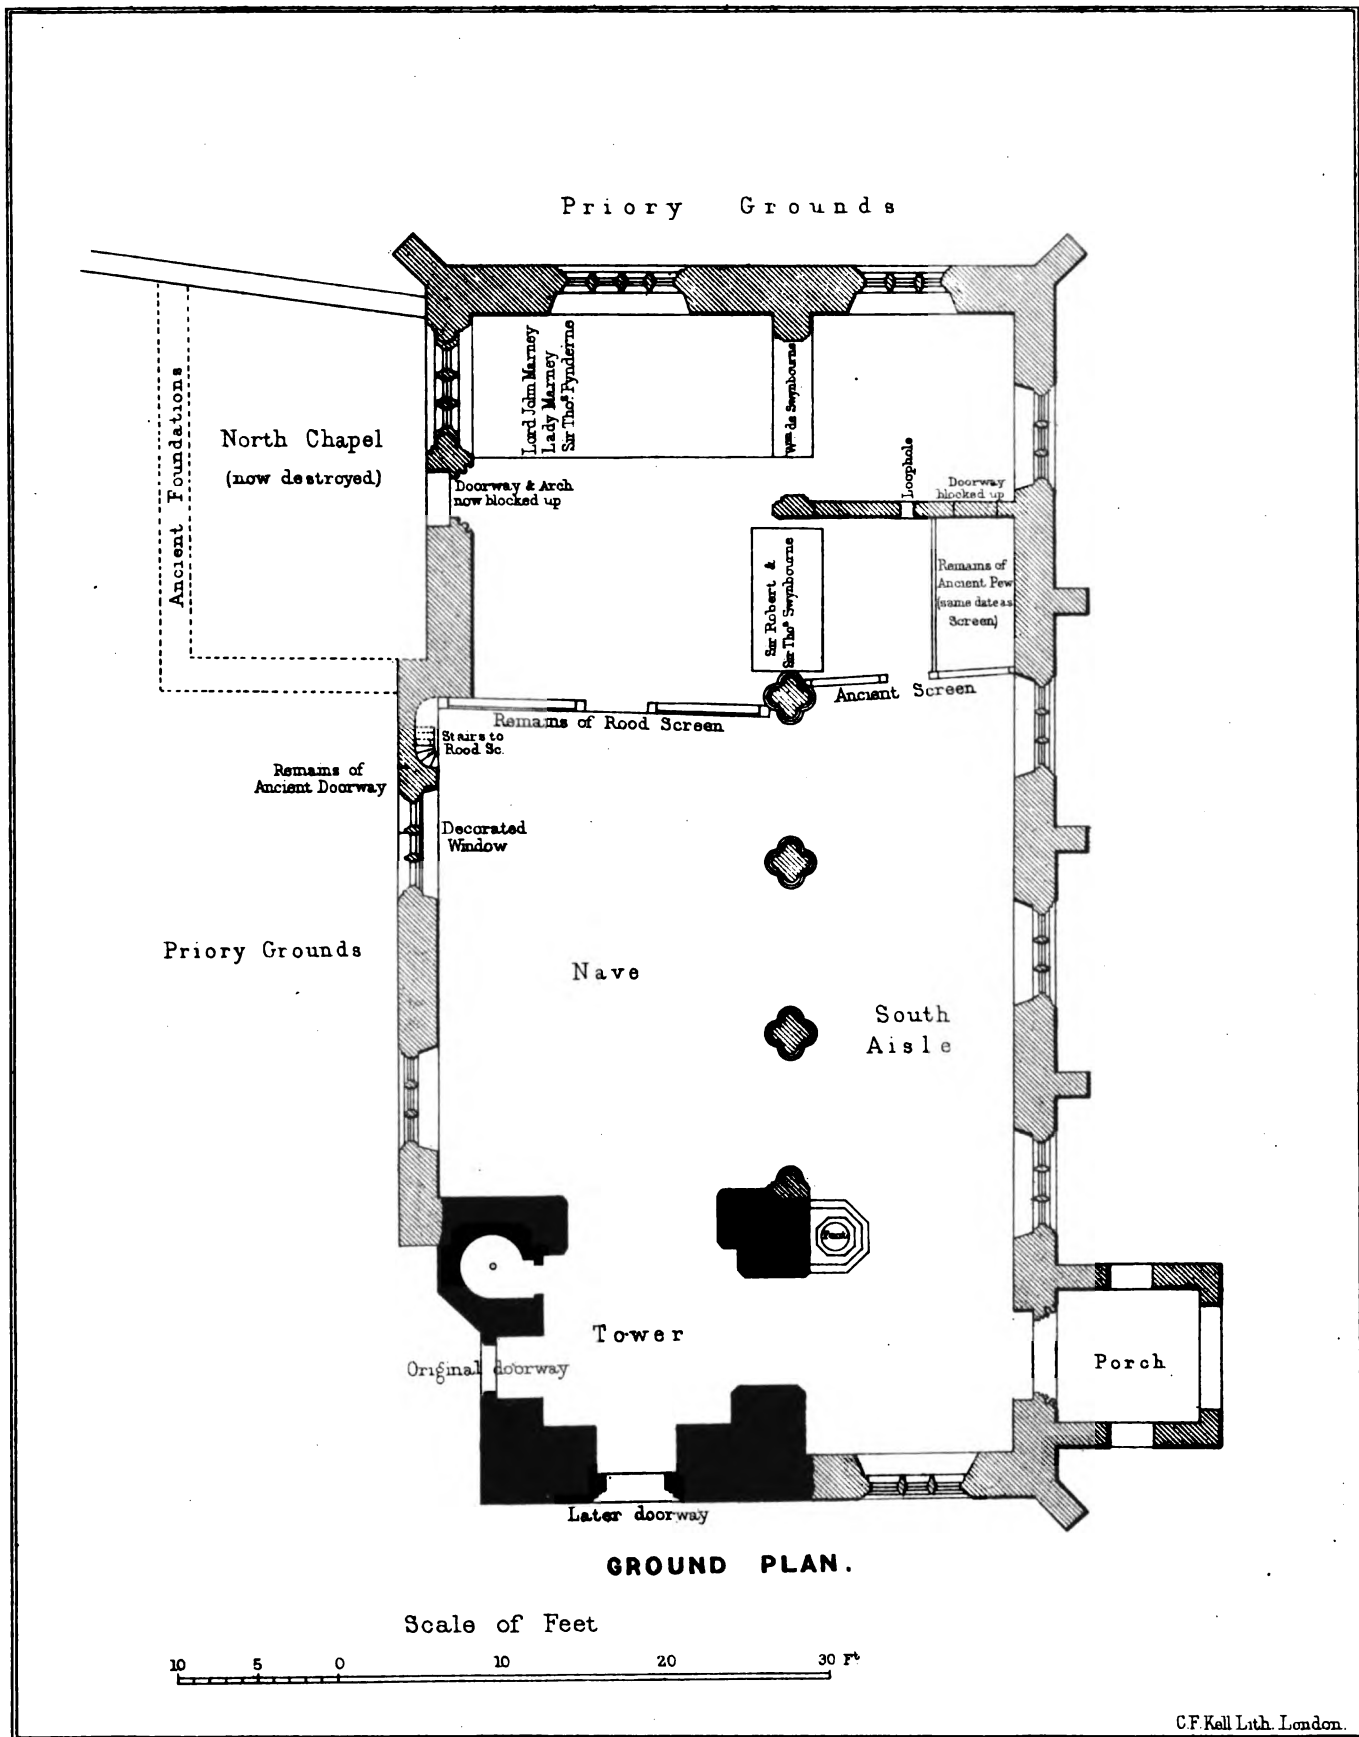 Priory Grounds
Ancient Foundations
North Chapel
(now destroyed)
Lord John Marney
Lady Marney
Sir Thoˢ. Fynderne
Wᵐ de Swynbourne
Doorway & Arch
now blocked up
Loophole
Doorway
blocked up
Sir Robert &
Sir Thoˢ Swynbourne
Remains of
Ancient Pew
(same date as
Screen)
Ancient Screen
Remains of Rood Screen
Stairs to
Rood Sc.
Remains of
Ancient Doorway
Decorated
Window
Priory Grounds
Nave
South
Aisle
Font
Tower
Original doorway
Porch
Later doorway
GROUND PLAN.
Scale of Feet
10 5 0 10 20 30 Fᵗ
C.F. Kell Lith. London.